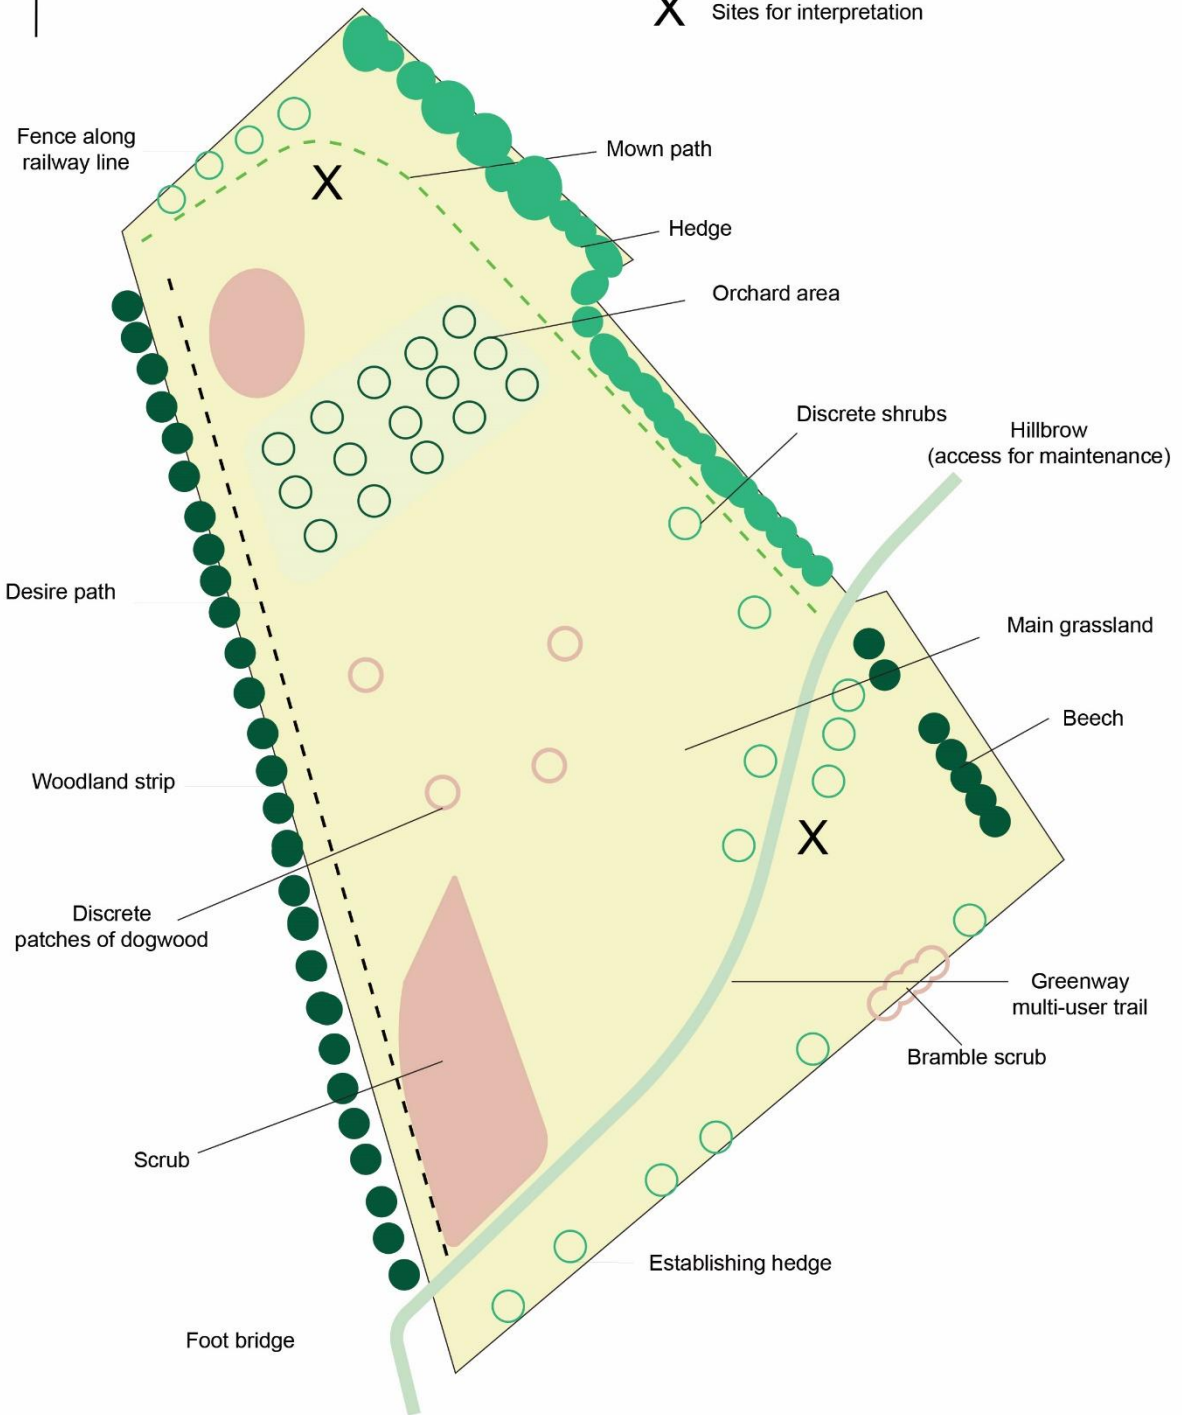 X Sites for interpretation
Fence along
railway line
Mown path
X
Hedge
Orchard area
Discrete shrubs
Hillbrow
(access for maintenance)
Desire path
Main grassland
Beech
Woodland strip
X
Discrete
patches of dogwood
Greenway
multi-user trail
Bramble scrub
Scrub
Establishing hedge
Foot bridge